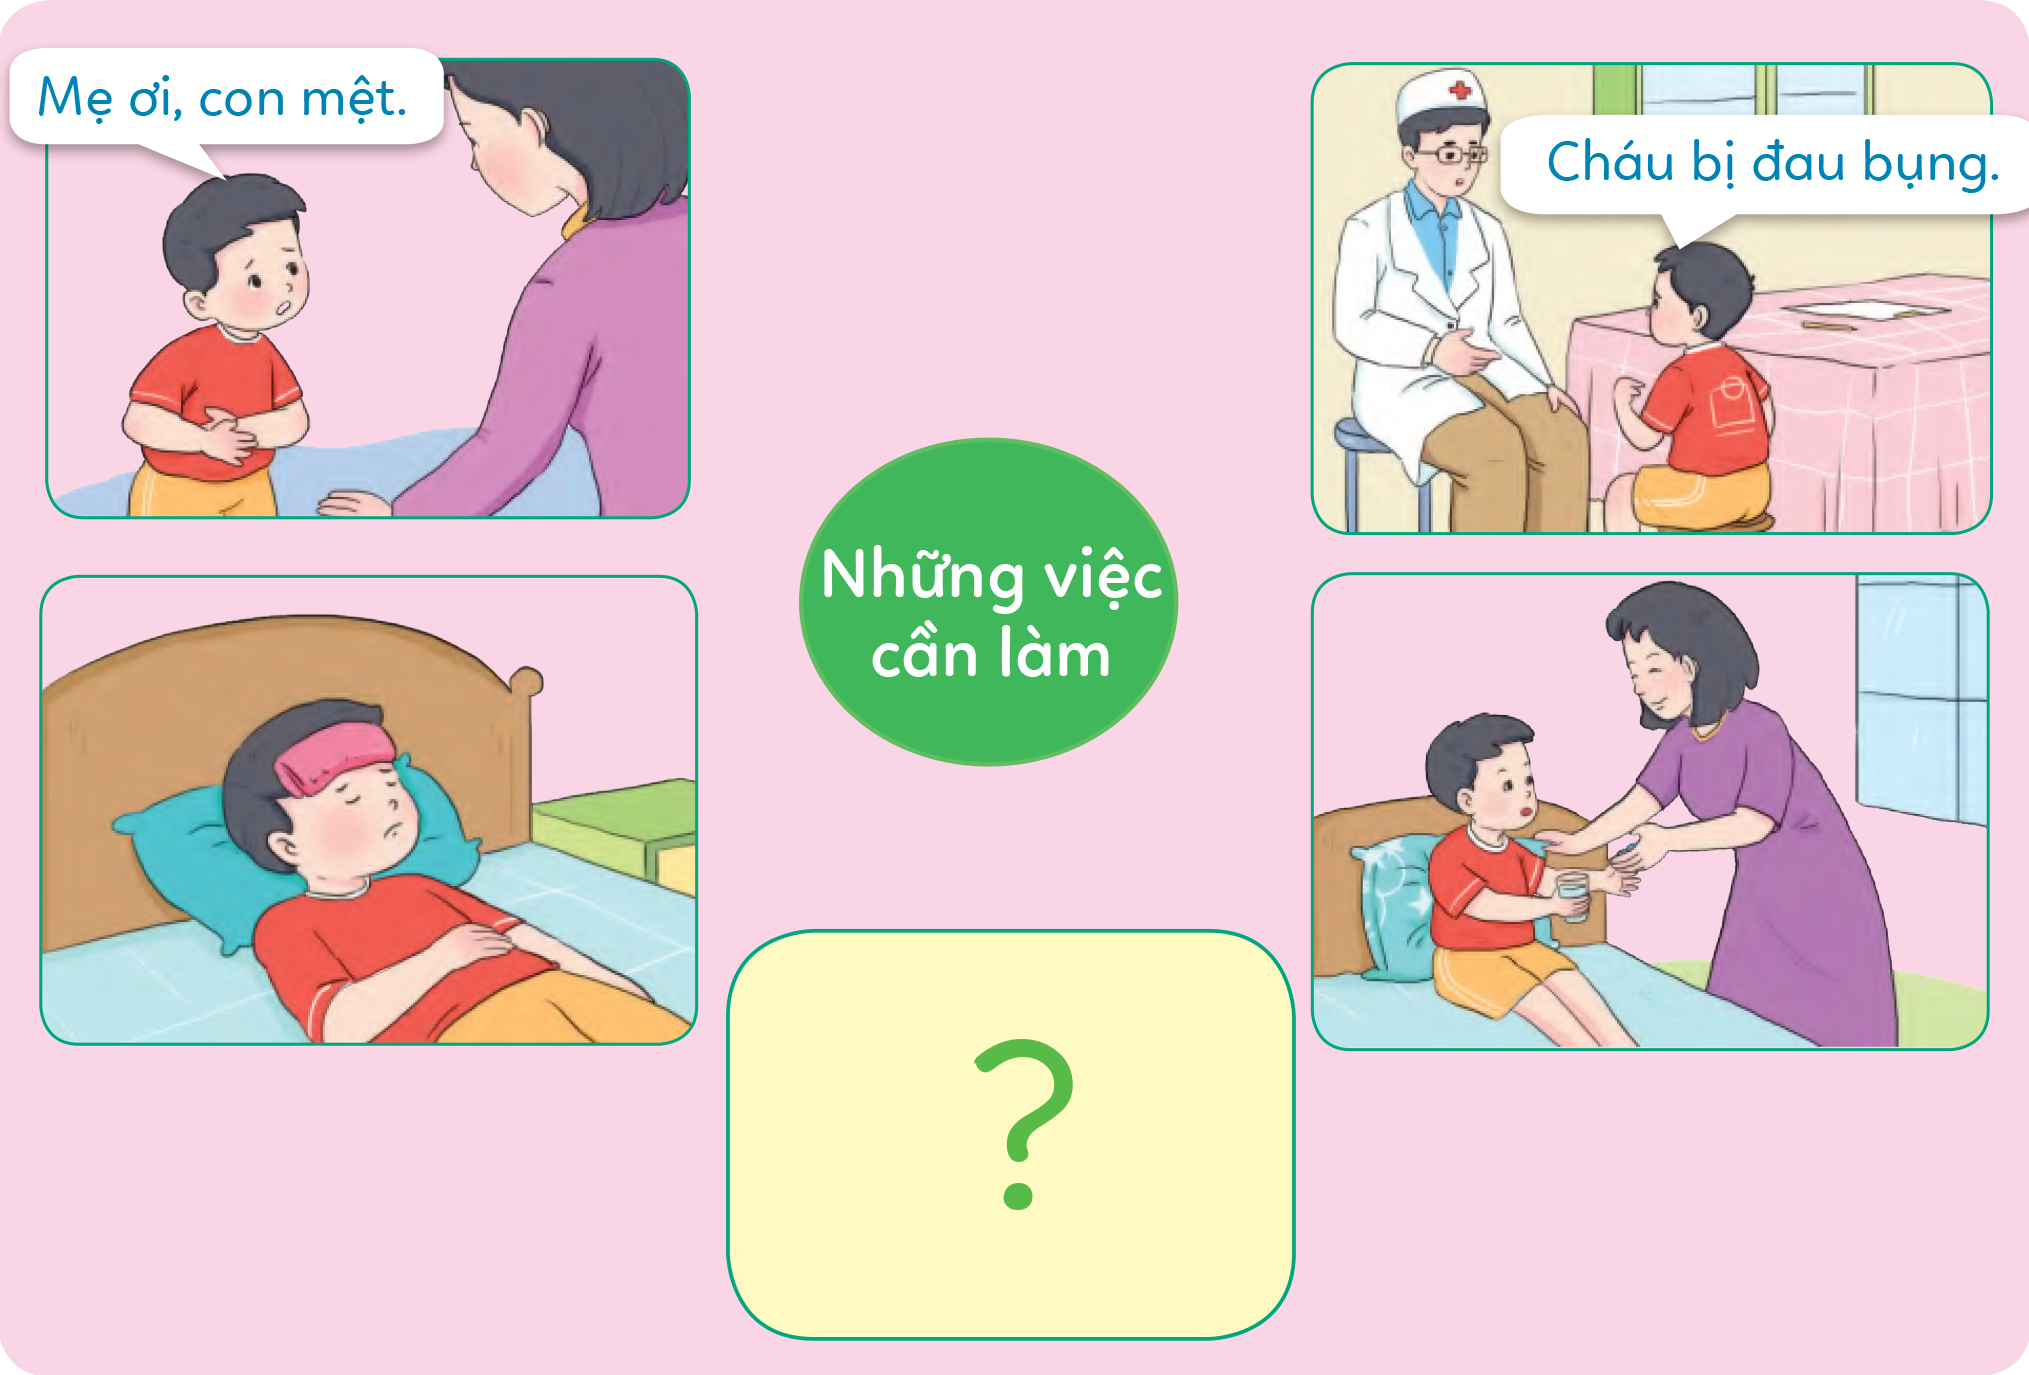 Mẹ ơi, con mệt.
Cháu bị đau bụng.
Những việc
cần làm
?